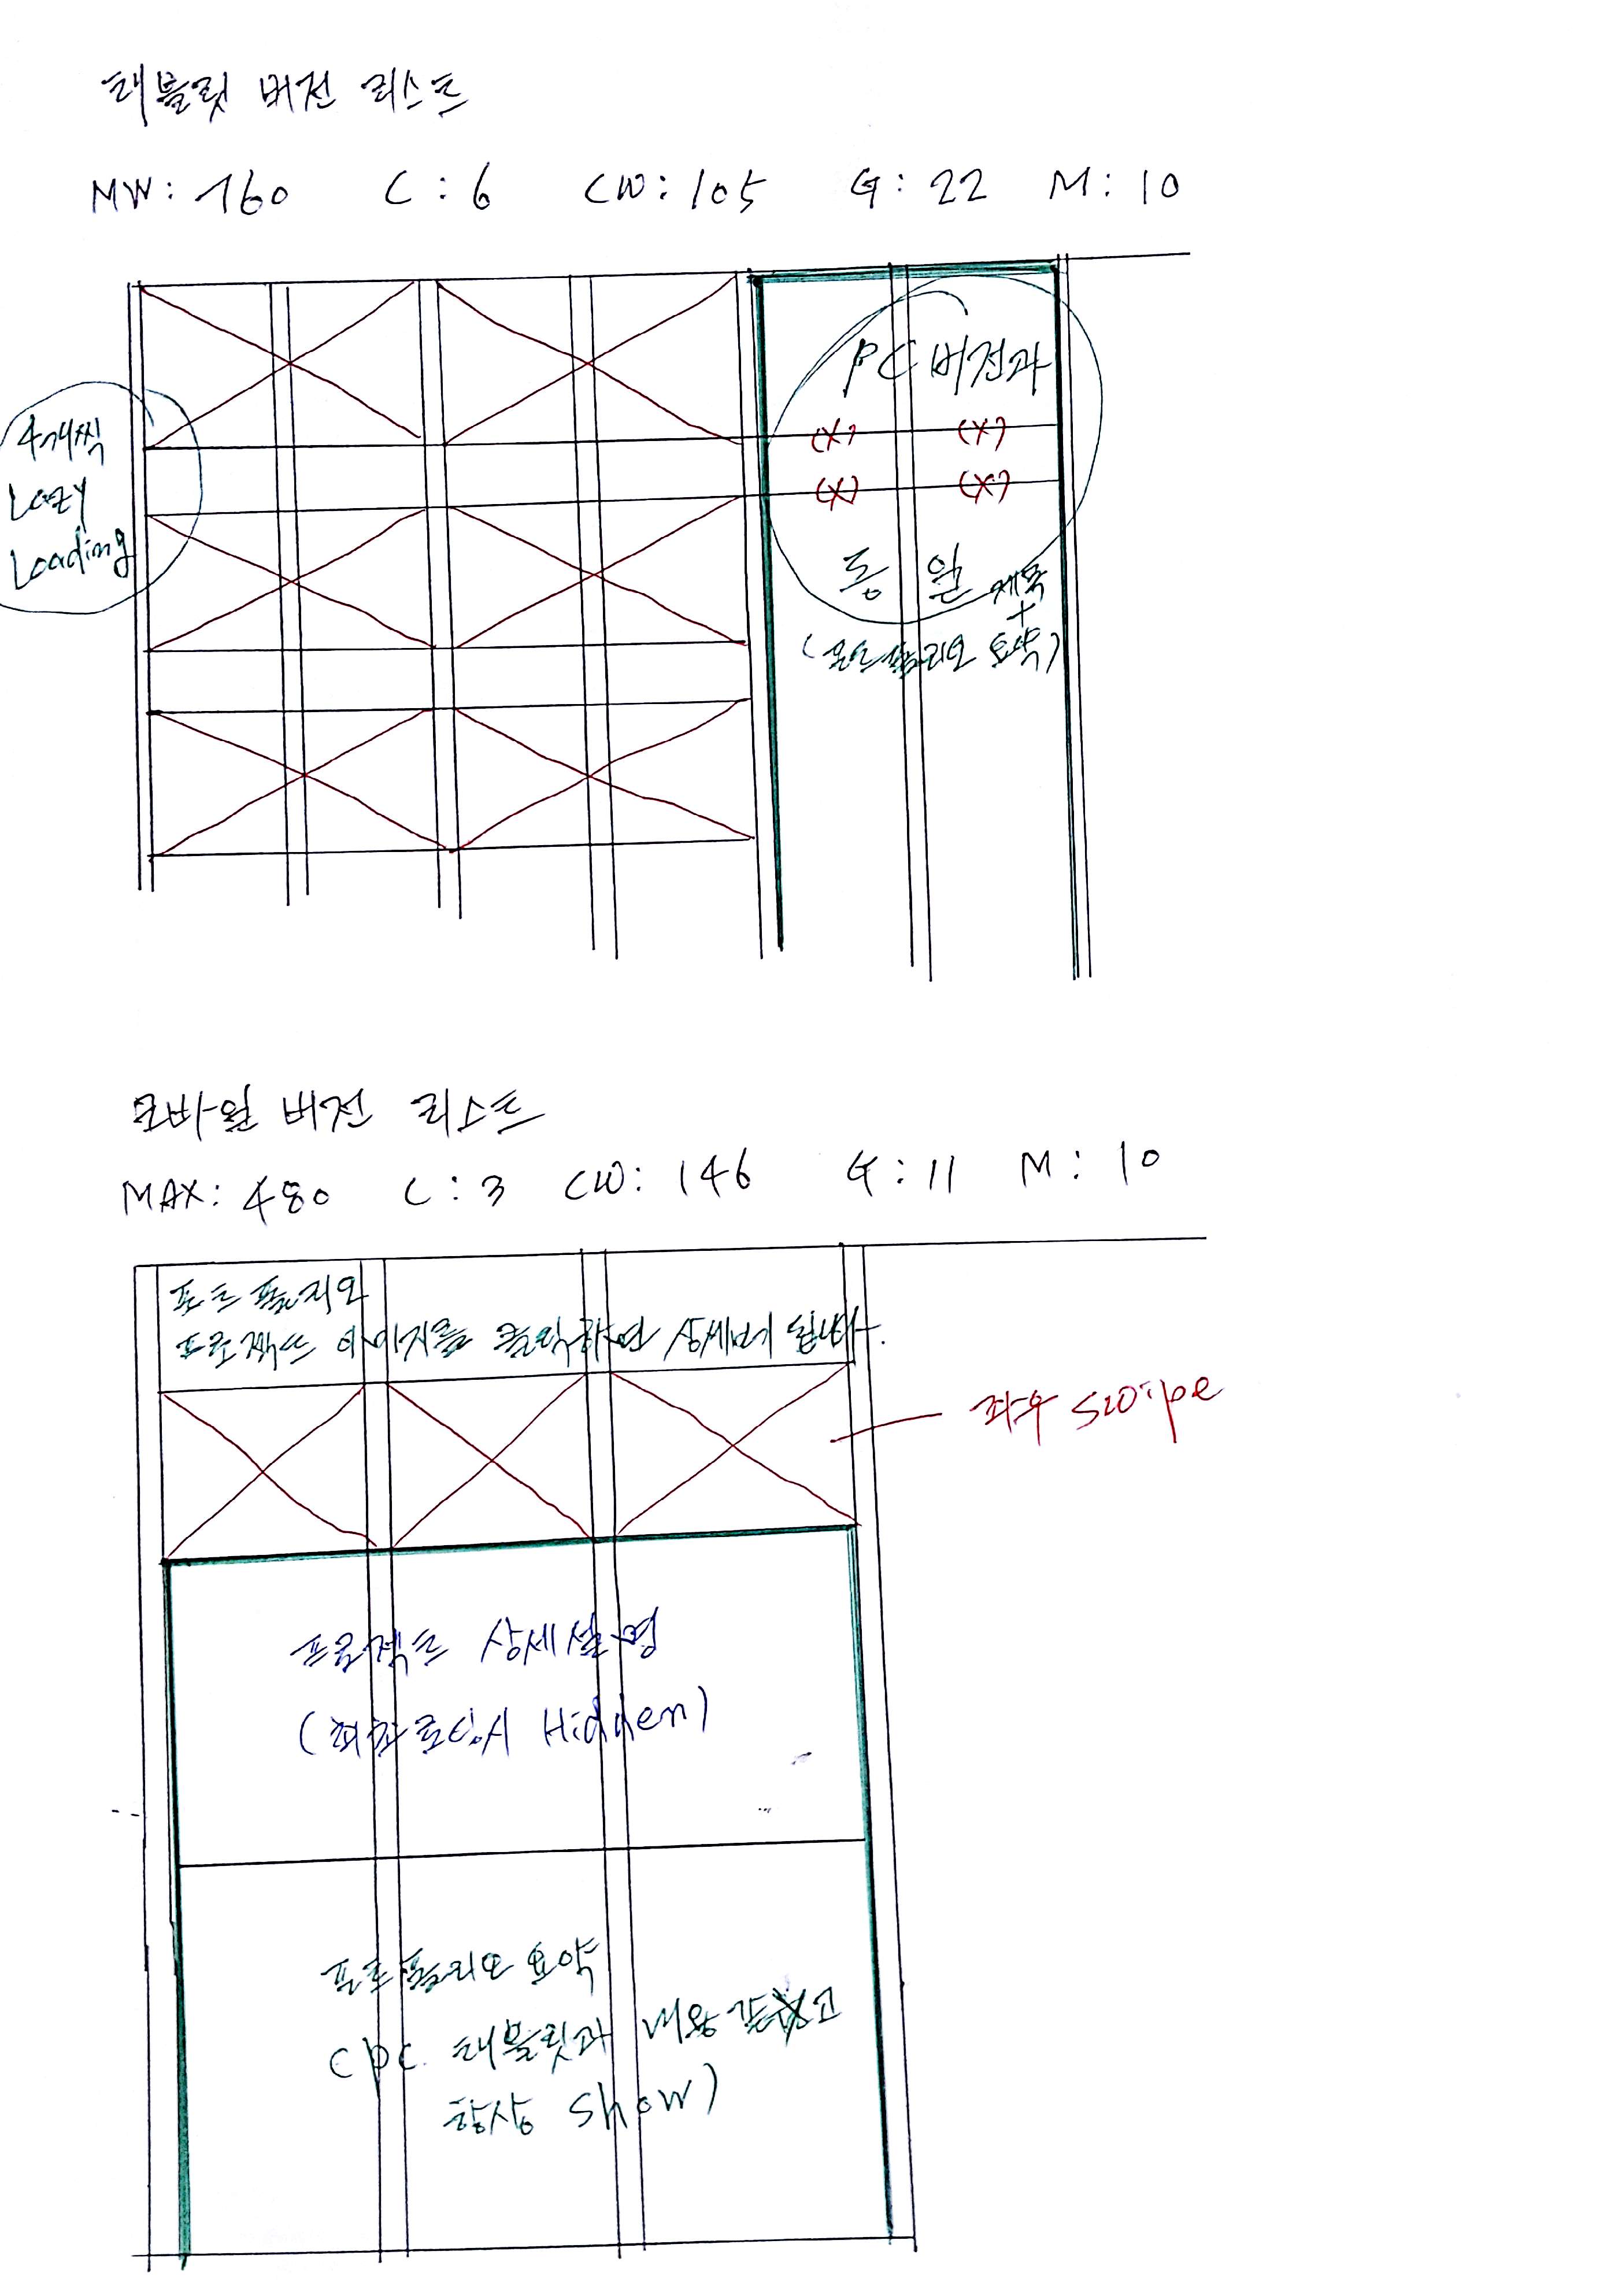 태블릿 버전 리스트
MW: 760 C: 6 CW: 105 G: 22 M: 10
PC 버전과
(X) (X)
(X) (X)
동일 제목
+
(포트폴리오 요약)
4개씩
Lazy
Loading
모바일 버전 리스트
MAX: 480 C: 3 CW: 146 G: 11 M: 10
포트폴리오
프로젝트 이미지를 클릭하면 상세보기 됩니다.
좌우 swipe
프로젝트 상세설명
(최초로딩시 Hidden)
포트폴리오 요약
(PC 태블릿과 내용 같고
항상 show)